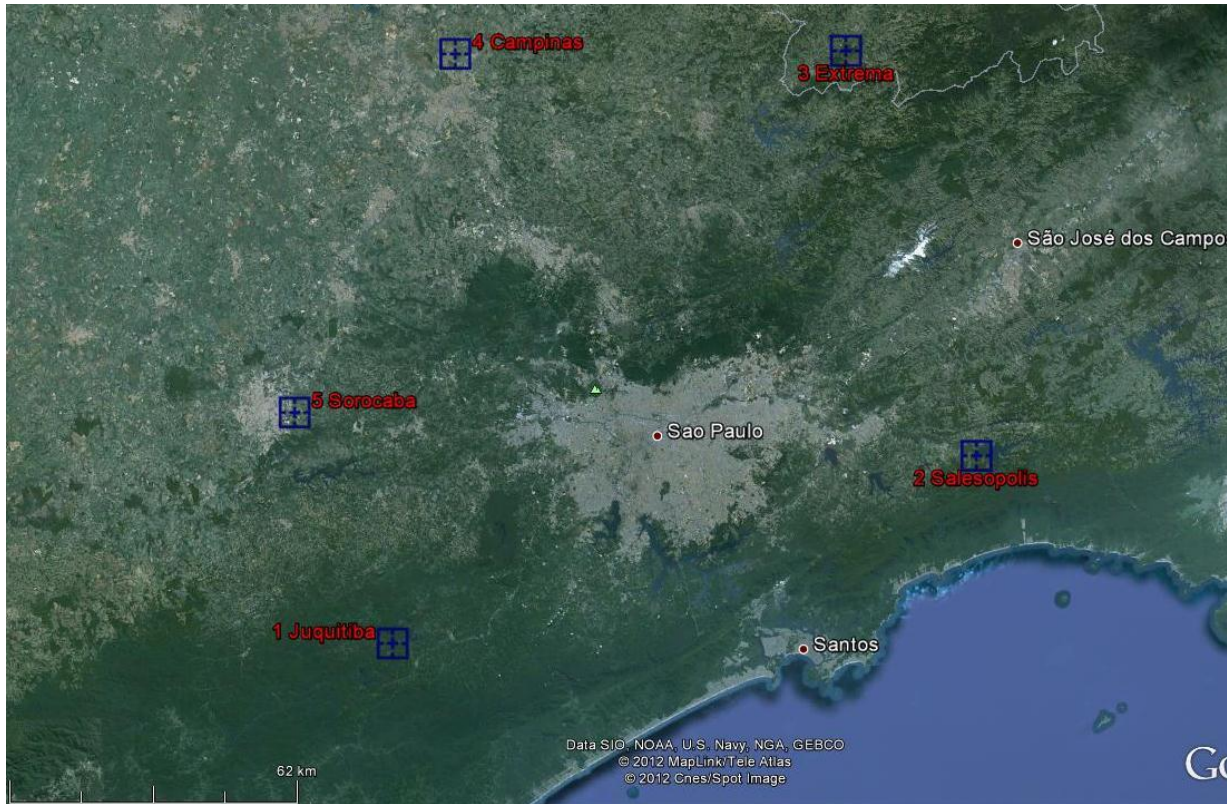 4 Campinas
3 Extrema
São José dos Campo
5 Sorocaba
Sao Paulo
2 Salesopolis
1 Juquitiba
Santos
Data SIO, NOAA, U.S. Navy, NGA, GEBCO
© 2012 MapLink/Tele Atlas
© 2012 Cnes/Spot Image
62 km
Go